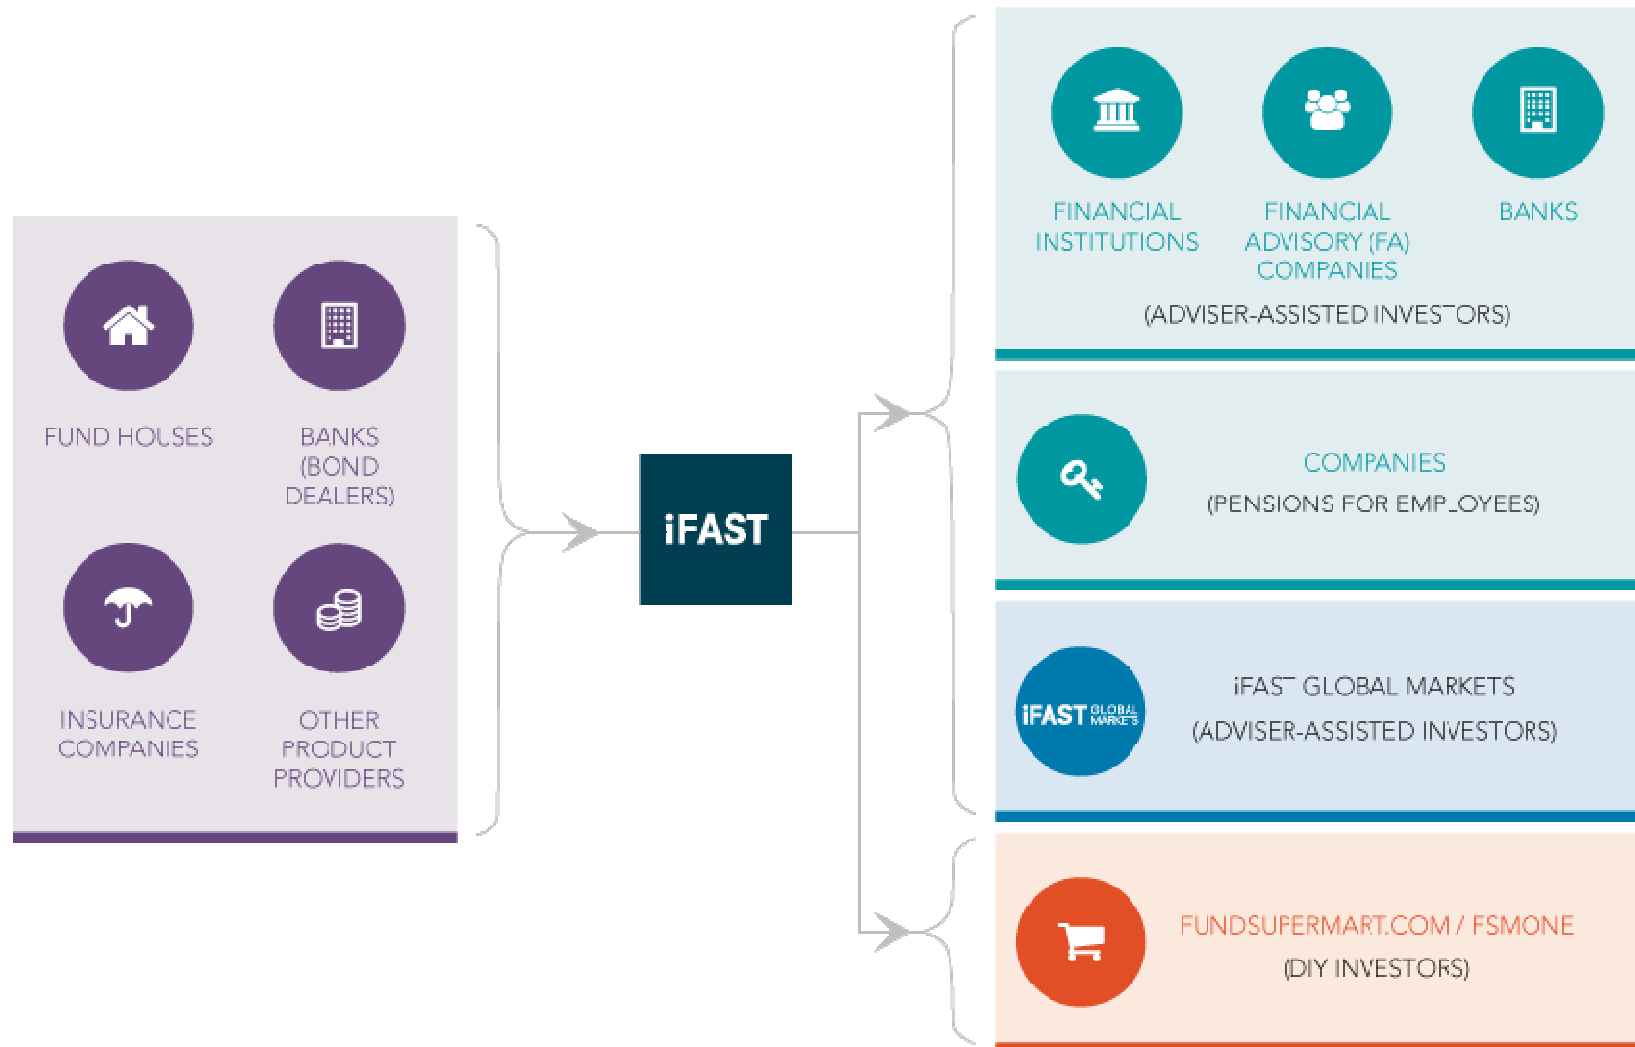 FUND HOUSES
BANKS
(BOND
DEALERS)
INSURANCE
COMPANIES
OTHER
PRODUCT
PROVIDERS
iFAST
FINANCIAL
INSTITUTIONS
FINANCIAL
ADVISORY (FA)
COMPANIES
BANKS
(ADVISER-ASSISTED INVESTORS)
COMPANIES
(PENSIONS FOR EMPLOYEES)
iFAST GLOBAL
MARKETS
iFAST GLOBAL MARKETS
(ADVISER-ASSISTED INVESTORS)
FUNDSUPERMART.COM / FSMONE
(DIY INVESTORS)